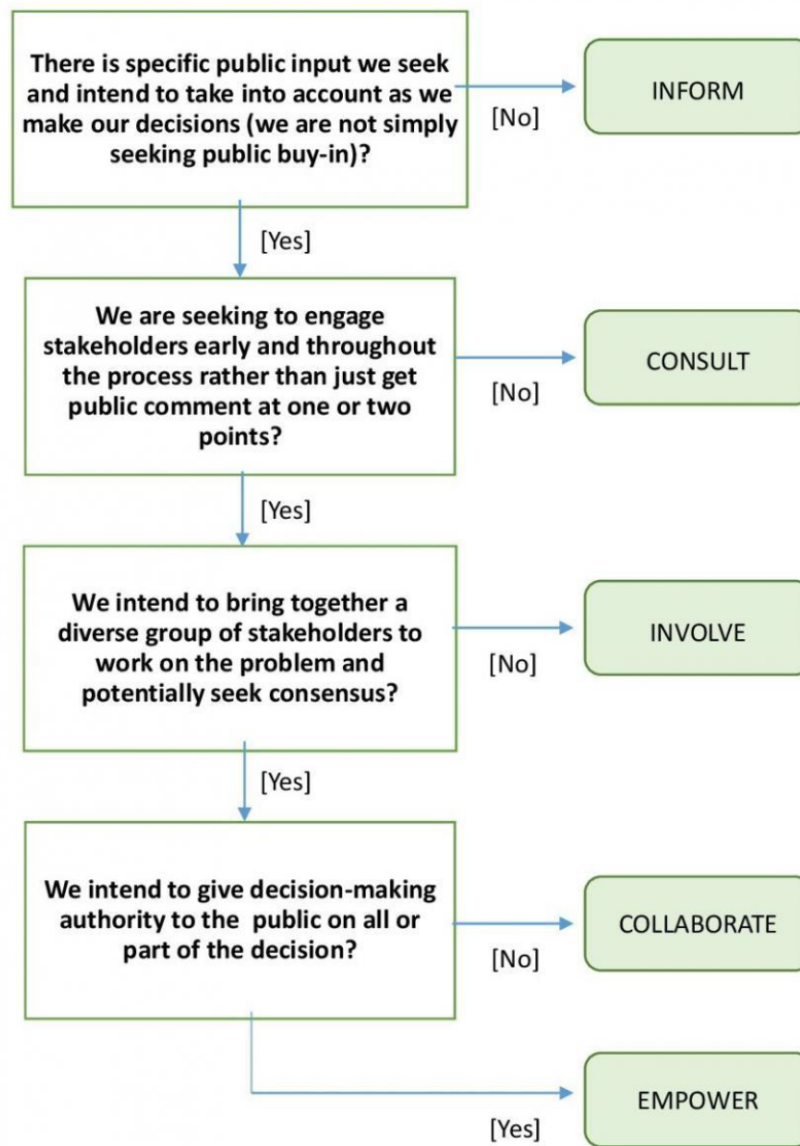 There is specific public input we seek
and intend to take into account as we
make our decisions (we are not simply
seeking public buy-in)?
INFORM
[No]
[Yes]
We are seeking to engage
stakeholders early and throughout
the process rather than just get
public comment at one or two
points?
CONSULT
[No]
[Yes]
We intend to bring together a
diverse group of stakeholders to
work on the problem and
potentially seek consensus?
INVOLVE
[No]
[Yes]
We intend to give decision-making
authority to the public on all or
part of the decision?
COLLABORATE
[No]
EMPOWER
[Yes]